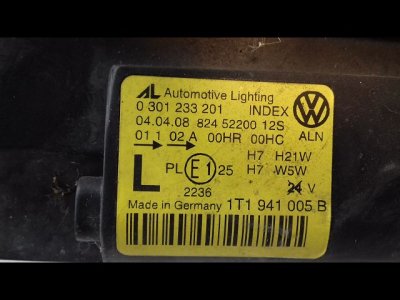 AL Automotive Lighting
0 301 233 201 INDEX
04.04.08 824 52200 12S ALN
01 1 02 A 00HR 00HC
H7 H21W
L PL E1 25 H7 W5W
2236 24 V
Made in Germany 1T1 941 005 B